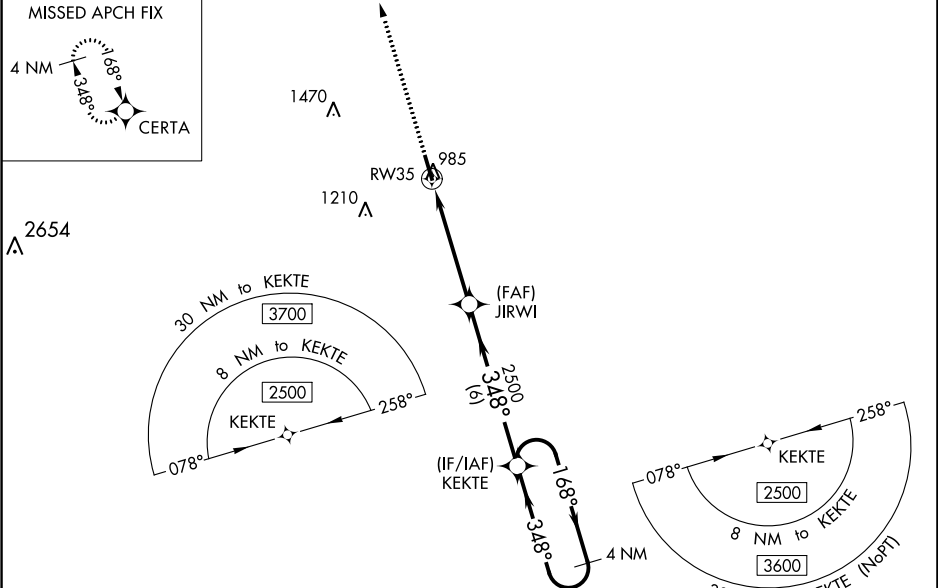 MISSED APCH FIX
4 NM
168°
348°
CERTA
1470
985
RW35
1210
2654
(FAF)
JIRWI
30 NM to KEKTE
3700
8 NM to KEKTE
2500
KEKTE
258°
078°
2500
348°
(6)
(IF/IAF)
KEKTE
168°
348°
4 NM
258°
078°
KEKTE
2500
8 NM to KEKTE
3600
KTE (NoPT)